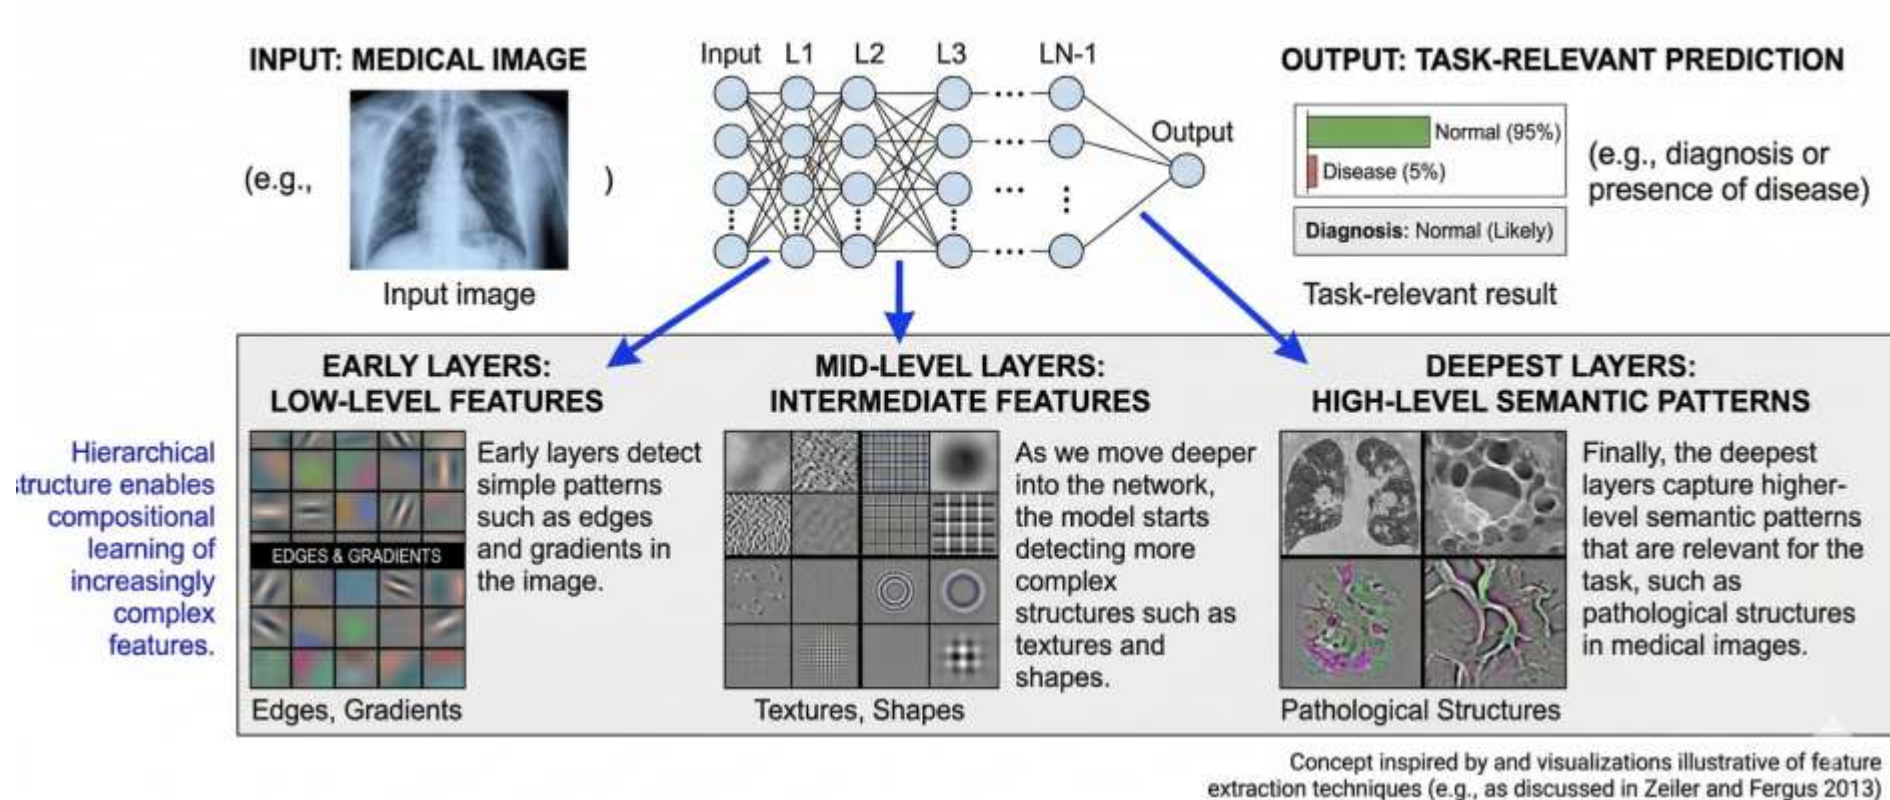 INPUT: MEDICAL IMAGE
(e.g.,
)
Input image
Input L1 L2 L3 LN-1
Output
OUTPUT: TASK-RELEVANT PREDICTION
Normal (95%)
Disease (5%)
Diagnosis: Normal (Likely)
(e.g., diagnosis or
presence of disease)
Task-relevant result
Hierarchical
tructure enables
compositional
learning of
increasingly
complex
features.
EARLY LAYERS:
LOW-LEVEL FEATURES
EDGES & GRADIENTS
Early layers detect
simple patterns
such as edges
and gradients in
the image.
Edges, Gradients
MID-LEVEL LAYERS:
INTERMEDIATE FEATURES
As we move deeper
into the network,
the model starts
detecting more
complex
structures such as
textures and
shapes.
Textures, Shapes
DEEPEST LAYERS:
HIGH-LEVEL SEMANTIC PATTERNS
Finally, the deepest
layers capture higher-
level semantic patterns
that are relevant for the
task, such as
pathological structures
in medical images.
Pathological Structures
Concept inspired by and visualizations illustrative of feature
extraction techniques (e.g., as discussed in Zeiler and Fergus 2013)